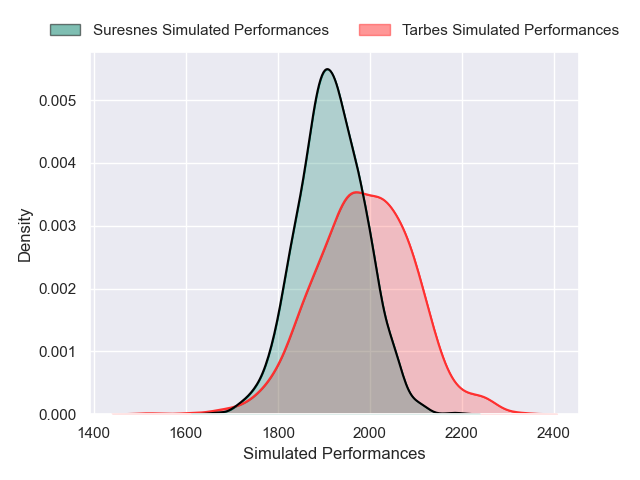 Suresnes Simulated Performances Tarbes Simulated Performances
0.005
0.004
0.003
0.002
0.001
0.000
Density
1400 1600 1800 2000 2200 2400
Simulated Performances